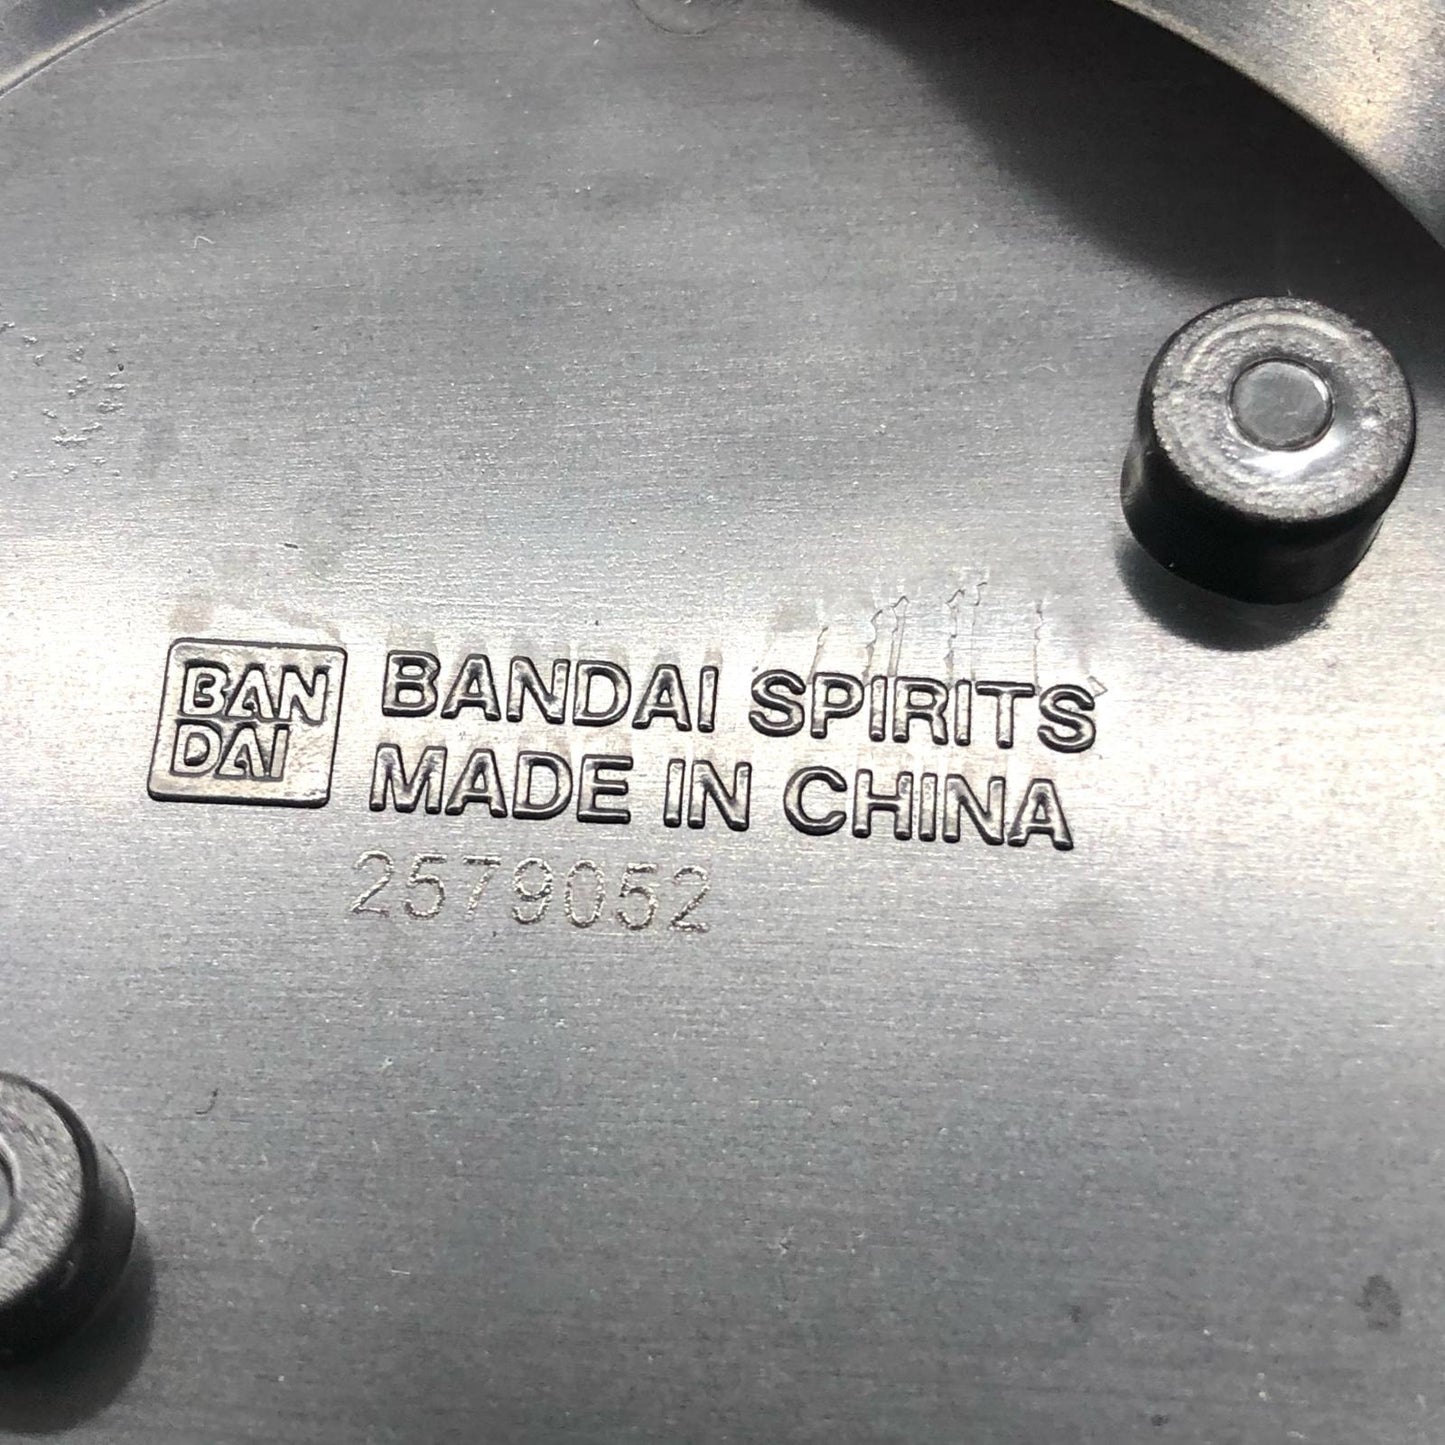 BAN
DAI
BANDAI SPIRITS
MADE IN CHINA
2579052